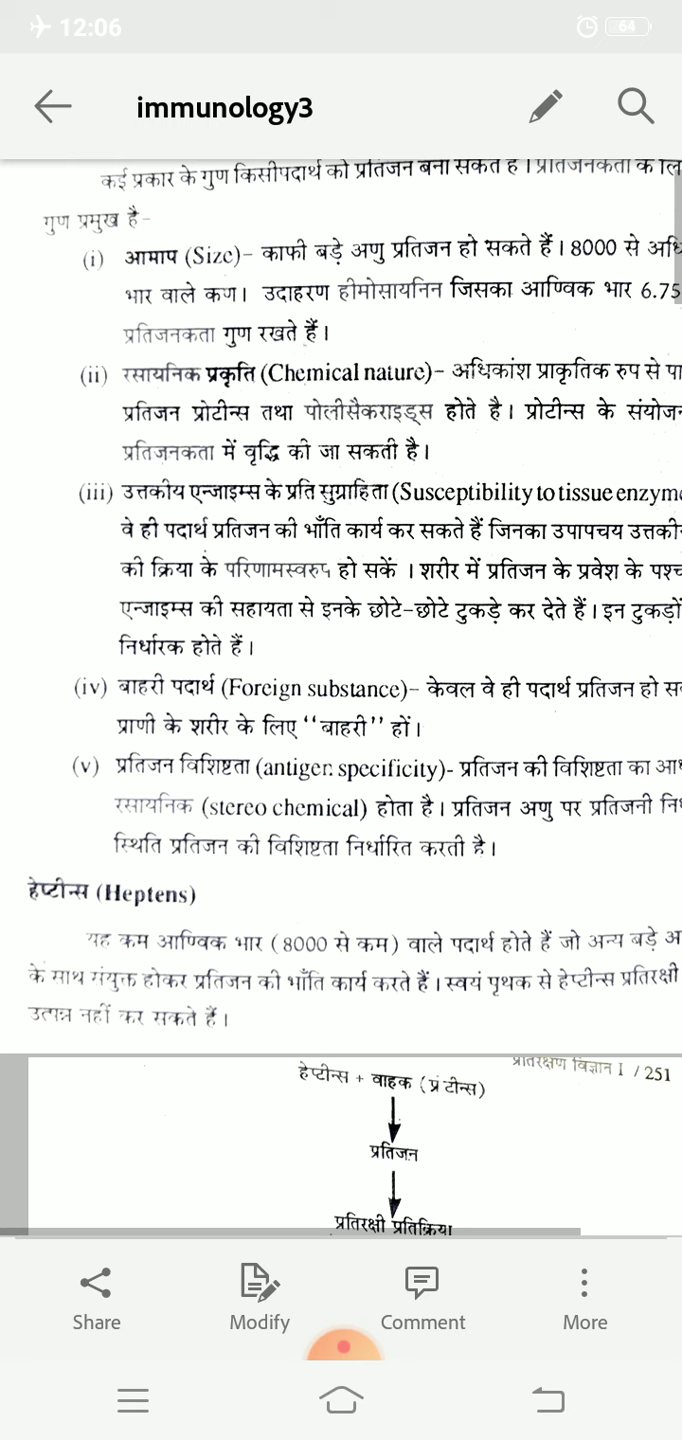 12:06
64
immunology3
कई प्रकार के गुण किसीपदार्थ को प्रतिजन बना सकते हैं । प्रतिजनकता के लि
गुण प्रमुख है-
(i) आमाप (Size)- काफी बड़े अणु प्रतिजन हो सकते हैं। 8000 से अधि
भार वाले कण। उदाहरण हीमोसायनिन जिसका आण्विक भार 6.75
प्रतिजनकता गुण रखते हैं।
(ii) रसायनिक प्रकृति (Chemical nature)- अधिकांश प्राकृतिक रुप से पा
प्रतिजन प्रोटीन्स तथा पोलीसैकराइड्स होते है। प्रोटीन्स के संयोज
प्रतिजनकता में वृद्धि की जा सकती है।
(iii) उत्तकीय एन्जाइम्स के प्रति सुग्राहिता (Susceptibility to tissue enzyme
वे ही पदार्थ प्रतिजन की भाँति कार्य कर सकते हैं जिनका उपापचय उत्तकी
की क्रिया के परिणामस्वरुप हो सकें । शरीर में प्रतिजन के प्रवेश के पश्च
एन्जाइम्स की सहायता से इनके छोटे-छोटे टुकड़े कर देते हैं। इन टुकड़ों
निर्धारक होते हैं।
(iv) बाहरी पदार्थ (Foreign substance)- केवल वे ही पदार्थ प्रतिजन हो स
प्राणी के शरीर के लिए ‘‘बाहरी’’ हों।
(v) प्रतिजन विशिष्टता (antigen specificity)- प्रतिजन की विशिष्टता का आ
रसायनिक (stereo chemical) होता है। प्रतिजन अणु पर प्रतिजनी नि
स्थिति प्रतिजन की विशिष्टता निर्धारित करती है।
हेप्टीन्स (Heptens)
यह कम आण्विक भार (8000 से कम) वाले पदार्थ होते हैं जो अन्य बड़े अ
के साथ संयुक्त होकर प्रतिजन की भाँति कार्य करते हैं। स्वयं पृथक से हेप्टीन्स प्रतिरक्षी
उत्पन्न नहीं कर सकते हैं।
प्रतिरक्षण विज्ञान I / 251
हेप्टीन्स + वाहक (प्रोटीन्स)
प्रतिजन
प्रतिरक्षी प्रतिक्रिया
Share
Modify
Comment
More